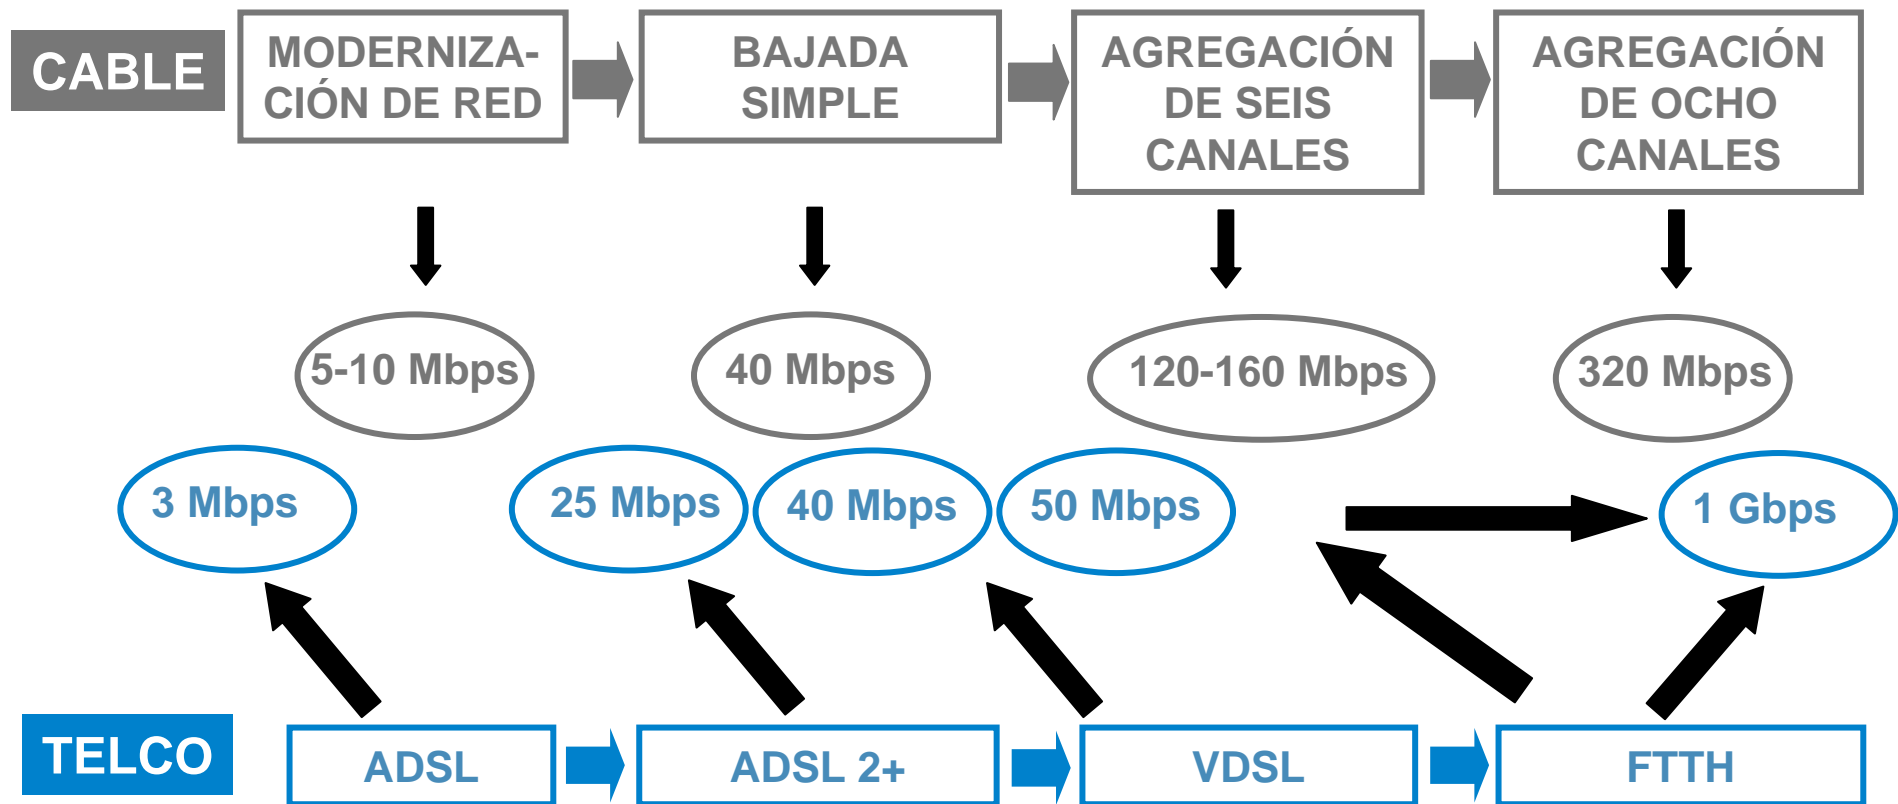 CABLE
MODERNIZA-
CIÓN DE RED
BAJADA
SIMPLE
AGREGACIÓN
DE SEIS
CANALES
AGREGACIÓN
DE OCHO
CANALES
5-10 Mbps
40 Mbps
120-160 Mbps
320 Mbps
3 Mbps
25 Mbps
40 Mbps
50 Mbps
1 Gbps
TELCO
ADSL
ADSL 2+
VDSL
FTTH